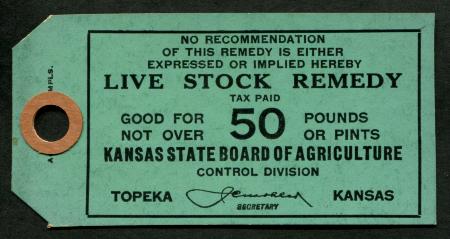 NO RECOMMENDATION
OF THIS REMEDY IS EITHER
EXPRESSED OR IMPLIED HEREBY
LIVE STOCK REMEDY
TAX PAID
GOOD FOR 50 POUNDS
NOT OVER OR PINTS
KANSAS STATE BOARD OF AGRICULTURE
CONTROL DIVISION
TOPEKA KANSAS
SECRETARY